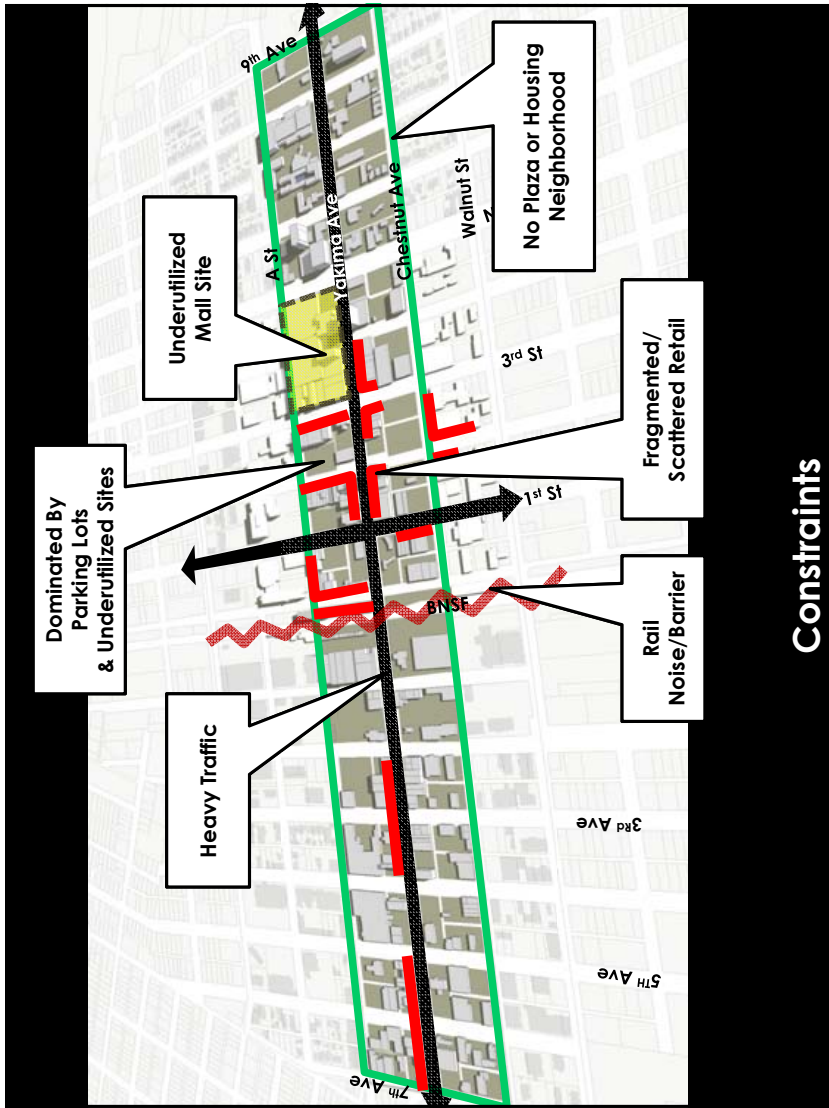 9th Ave
A St
Yakima Ave
Chestnut Ave
Walnut St
N
3rd St
1st St
BNSF
3Rd Ave
5TH Ave
7th Ave
No Plaza or Housing
Neighborhood
Underutilized
Mall Site
Fragmented/
Scattered Retail
Dominated By
Parking Lots
& Underutilized Sites
Rail
Noise/Barrier
Heavy Traffic
Constraints